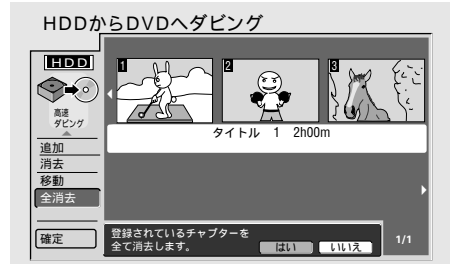 HDDからDVDへダビング
HDD
1
2
3
高速
ダビング
タイトル 1 2h00m
追加
消去
移動
全消去
確定
登録されているチャプターを
全て消去します。
はい
いいえ
1/1